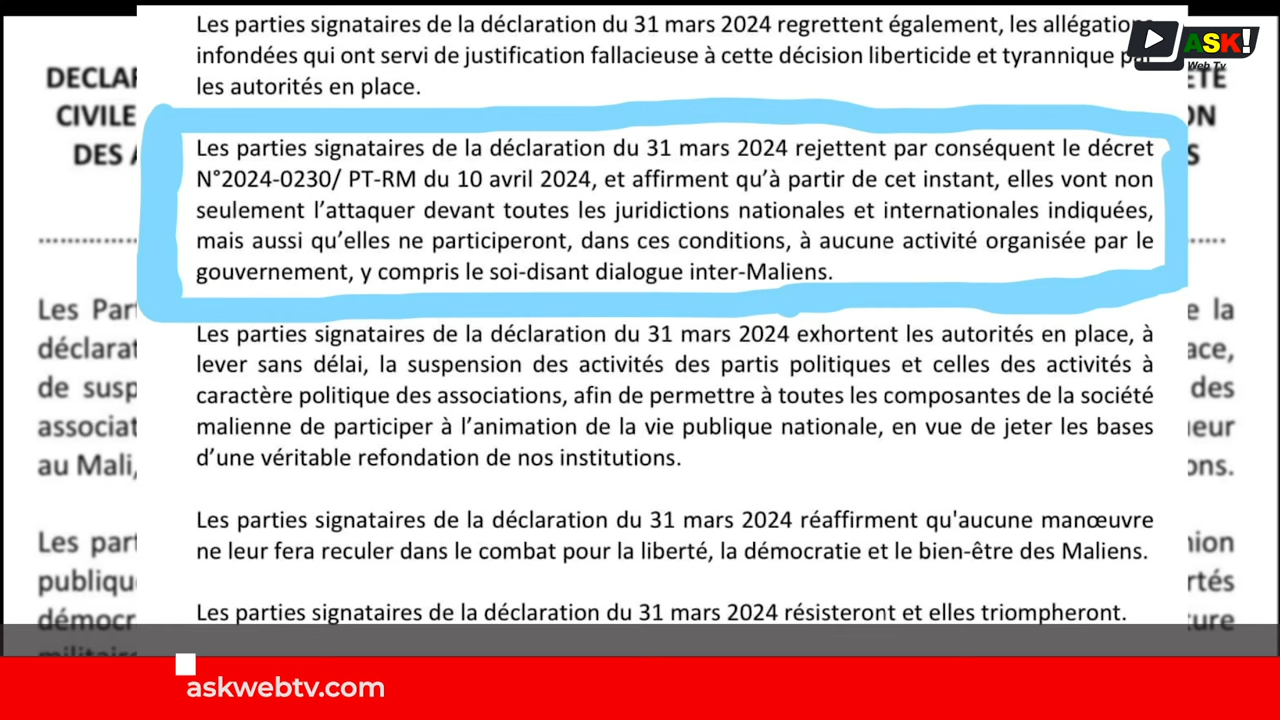 Les parties signataires de la déclaration du 31 mars 2024 regrettent également, les allégations
infondées qui ont servi de justification fallacieuse à cette décision liberticide et tyrannique par
les autorités en place.
ASK!
Web Tv
Les parties signataires de la déclaration du 31 mars 2024 rejettent par conséquent le décret
N°2024-0230/ PT-RM du 10 avril 2024, et affirment qu’à partir de cet instant, elles vont non
seulement l’attaquer devant toutes les juridictions nationales et internationales indiquées,
mais aussi qu’elles ne participeront, dans ces conditions, à aucune activité organisée par le
gouvernement, y compris le soi-disant dialogue inter-Maliens.
Les parties signataires de la déclaration du 31 mars 2024 exhortent les autorités en place, à
lever sans délai, la suspension des activités des partis politiques et celles des activités à
caractère politique des associations, afin de permettre à toutes les composantes de la société
malienne de participer à l’animation de la vie publique nationale, en vue de jeter les bases
d’une véritable refondation de nos institutions.
Les parties signataires de la déclaration du 31 mars 2024 réaffirment qu'aucune manœuvre
ne leur fera reculer dans le combat pour la liberté, la démocratie et le bien-être des Maliens.
Les parties signataires de la déclaration du 31 mars 2024 résisteront et elles triompheront.
askwebtv.com